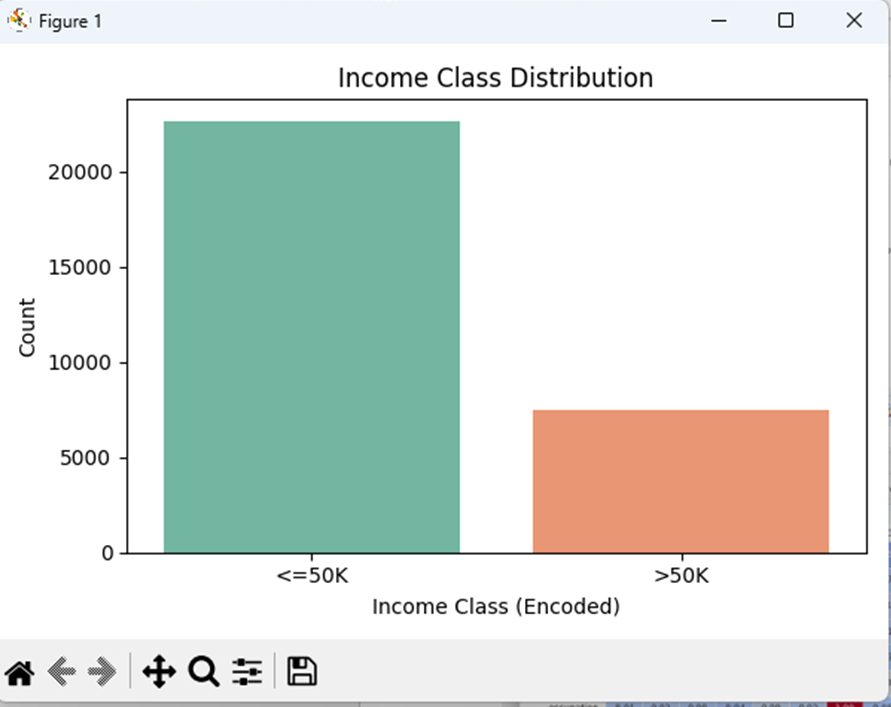 Figure 1
Income Class Distribution
20000
15000
10000
5000
0
Count
<=50K >50K
Income Class (Encoded)